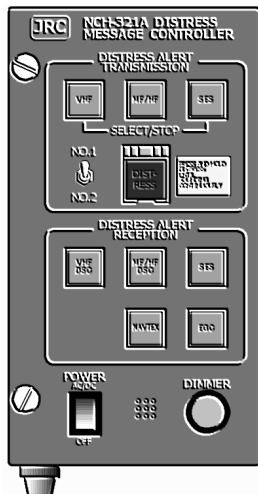 JRC
NCH-321A DISTRESS
MESSAGE CONTROLLER
DISTRESS ALERT
TRANSMISSION
VHF
MF/HF
SES
SELECT/STOP
NO.1
NO.2
DIST-
RESS
DISTRESS ALERT
RECEPTION
VHF
DSC
MF/HF
DSC
SES
NAVTEX
EGC
POWER
AC/DC
OFF
DIMMER